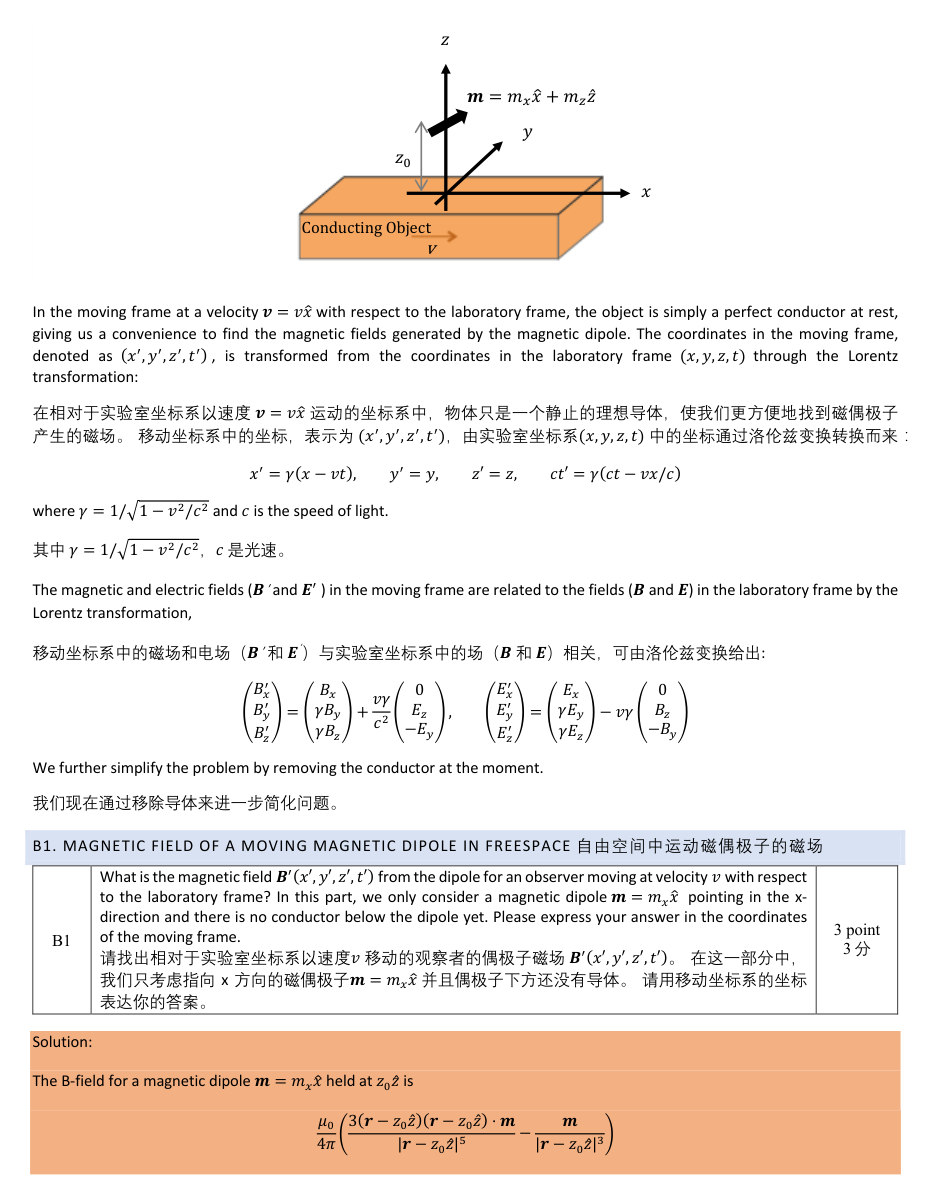 z
𝒎 = m_x x̂ + m_z ẑ
y
z₀
x
Conducting Object
v
In the moving frame at a velocity 𝒗 = vx̂ with respect to the laboratory frame, the object is simply a perfect conductor at rest,
giving us a convenience to find the magnetic fields generated by the magnetic dipole. The coordinates in the moving frame,
denoted as (x′, y′, z′, t′) , is transformed from the coordinates in the laboratory frame (x, y, z, t) through the Lorentz
transformation:
在相对于实验室坐标系以速度 𝒗 = vx̂ 运动的坐标系中，物体只是一个静止的理想导体，使我们更方便地找到磁偶极子
产生的磁场。 移动坐标系中的坐标，表示为 (x′, y′, z′, t′)，由实验室坐标系(x, y, z, t) 中的坐标通过洛伦兹变换转换而来：
x′ = γ(x − vt), y′ = y, z′ = z, ct′ = γ(ct − vx/c)
where γ = 1/√(1 − v²/c²) and c is the speed of light.
其中 γ = 1/√(1 − v²/c²)，c 是光速。
The magnetic and electric fields (𝑩 ′and 𝑬′ ) in the moving frame are related to the fields (𝑩 and 𝑬) in the laboratory frame by the
Lorentz transformation,
移动坐标系中的磁场和电场（𝑩 ′和 𝑬′）与实验室坐标系中的场（𝑩 和 𝑬）相关，可由洛伦兹变换给出:
(B′_x B′_y B′_z) = (B_x γB_y γB_z) + vγ/c² (0 E_z −E_y), (E′_x E′_y E′_z) = (E_x γE_y γE_z) − vγ (0 B_z −B_y)
We further simplify the problem by removing the conductor at the moment.
我们现在通过移除导体来进一步简化问题。
B1. MAGNETIC FIELD OF A MOVING MAGNETIC DIPOLE IN FREESPACE 自由空间中运动磁偶极子的磁场
B1
What is the magnetic field 𝑩′(x′, y′, z′, t′) from the dipole for an observer moving at velocity v with respect
to the laboratory frame? In this part, we only consider a magnetic dipole 𝒎 = m_x x̂ pointing in the x-
direction and there is no conductor below the dipole yet. Please express your answer in the coordinates
of the moving frame.
请找出相对于实验室坐标系以速度v 移动的观察者的偶极子磁场 𝑩′(x′, y′, z′, t′)。 在这一部分中，
我们只考虑指向 x 方向的磁偶极子𝒎 = m_x x̂ 并且偶极子下方还没有导体。 请用移动坐标系的坐标
表达你的答案。
3 point
3 分
Solution:
The B-field for a magnetic dipole 𝒎 = m_x x̂ held at z₀ẑ is
μ₀/4π (3(𝒓 − z₀ẑ)(𝒓 − z₀ẑ) · 𝒎 / |𝒓 − z₀ẑ|⁵ − 𝒎 / |𝒓 − z₀ẑ|³)